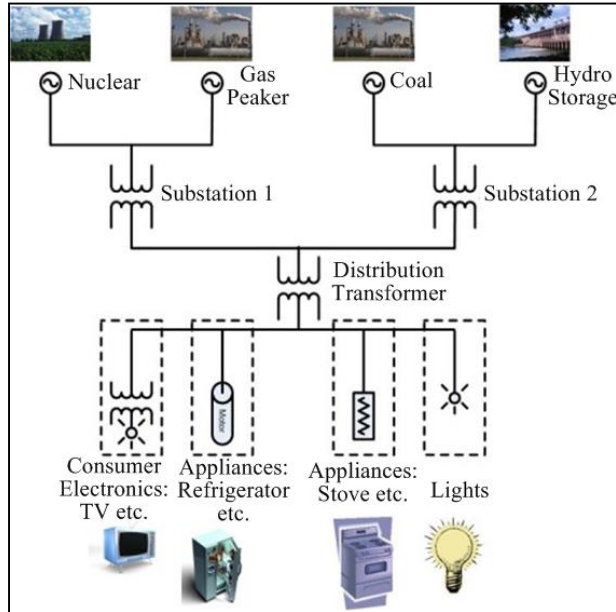 Nuclear
Gas
Peaker
Coal
Hydro
Storage
Substation 1
Substation 2
Distribution
Transformer
Motor
Consumer
Electronics:
TV etc.
Appliances:
Refrigerator
etc.
Appliances:
Stove etc.
Lights